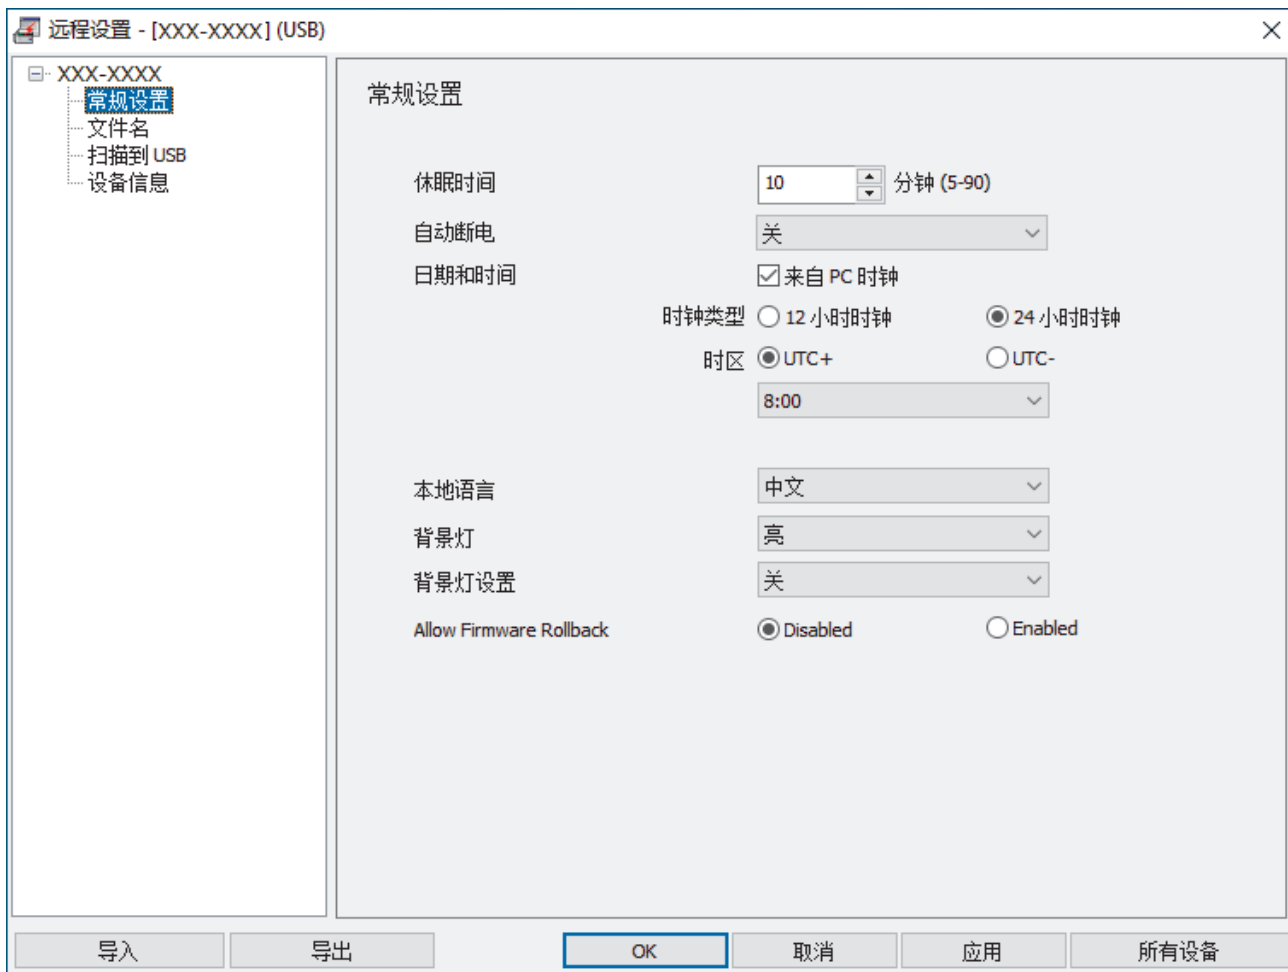 远程设置 - [XXX-XXXX] (USB)
XXX-XXXX
常规设置
文件名
扫描到 USB
设备信息
常规设置
休眠时间 10 分钟 (5-90)
自动断电 关
日期和时间 来自 PC 时钟
时钟类型 12 小时时钟 24 小时时钟
时区 UTC+ UTC-
8:00
本地语言 中文
背景灯 亮
背景灯设置 关
Allow Firmware Rollback Disabled Enabled
导入 导出 OK 取消 应用 所有设备